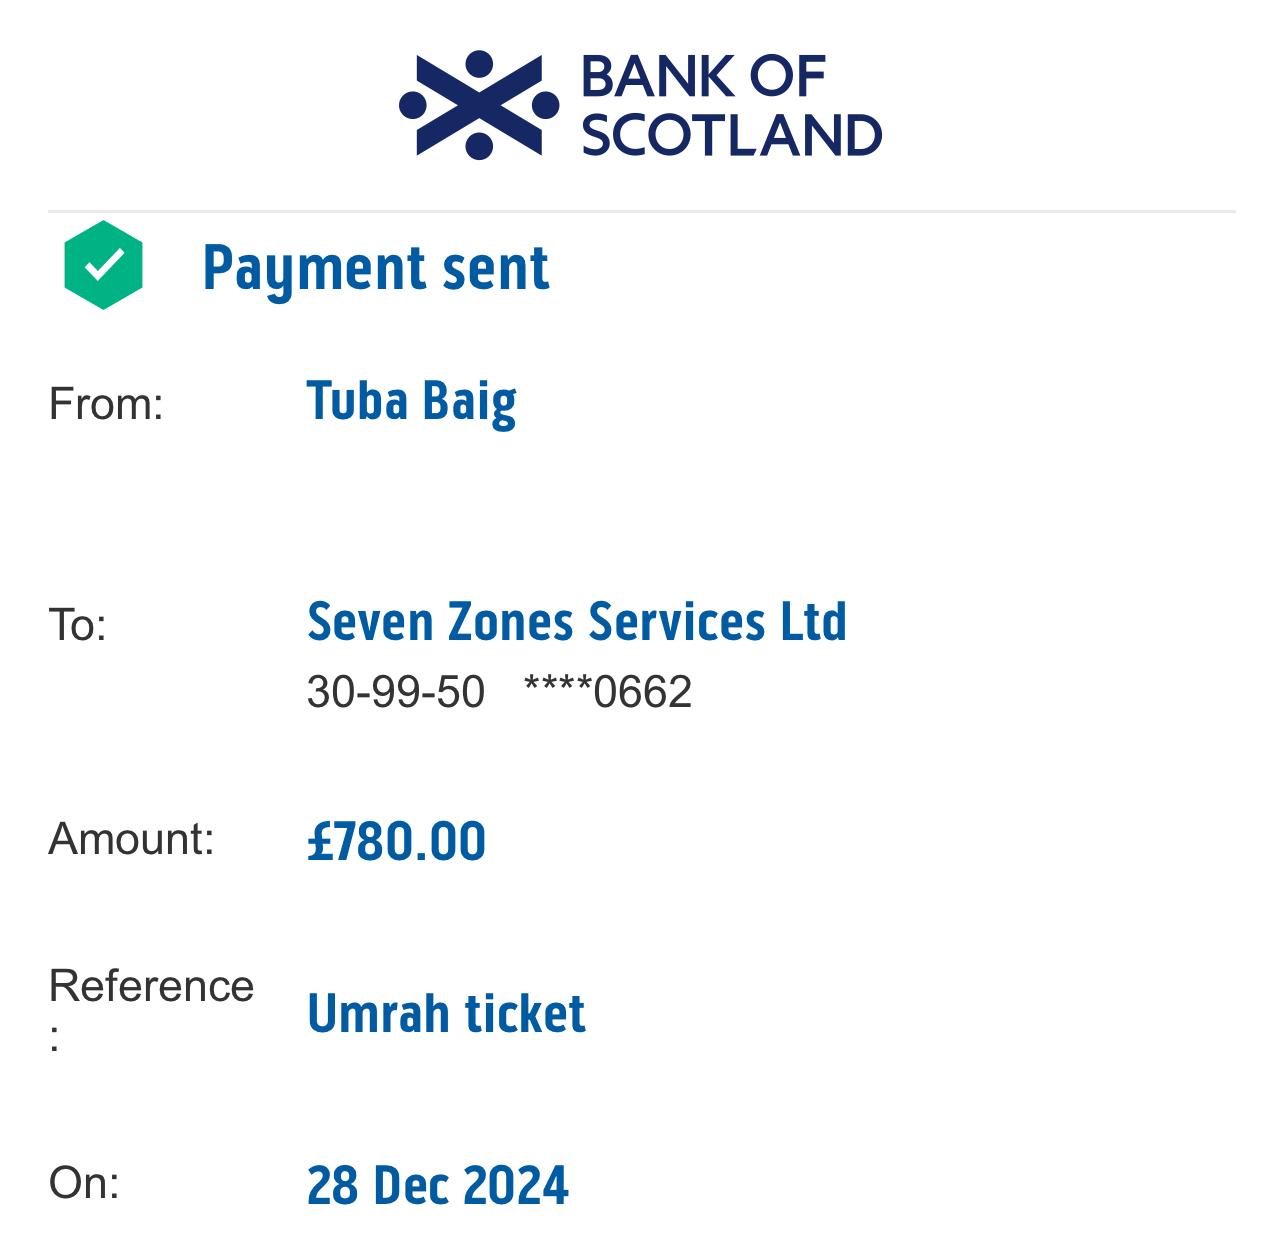 BANK OF
SCOTLAND
Payment sent
From: Tuba Baig
To: Seven Zones Services Ltd
30-99-50 ****0662
Amount: £780.00
Reference
: Umrah ticket
On: 28 Dec 2024